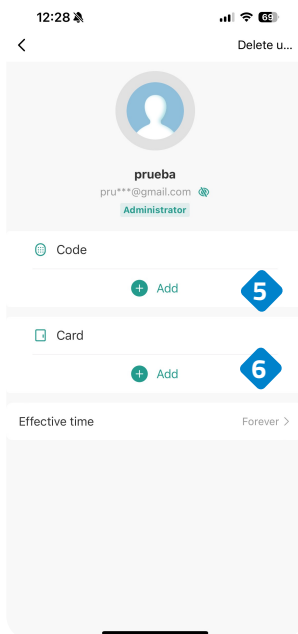 12:28
69
Delete u...
prueba
pru***@gmail.com
Administrator
Code
Add
5
Card
Add
6
Effective time
Forever